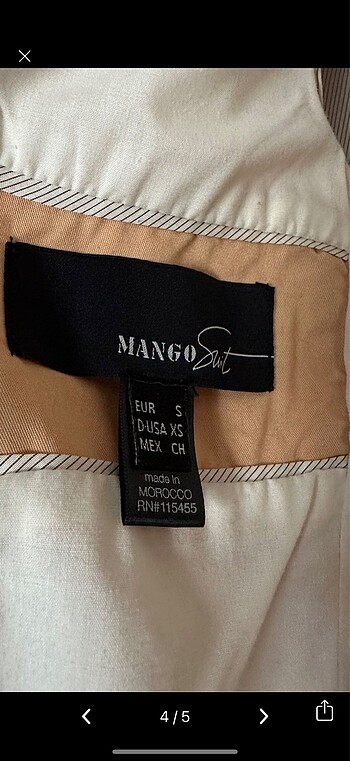 MANGO Suit
EUR S
D-USA XS
MEX CH
made in
MOROCCO
RN#115455
4 / 5